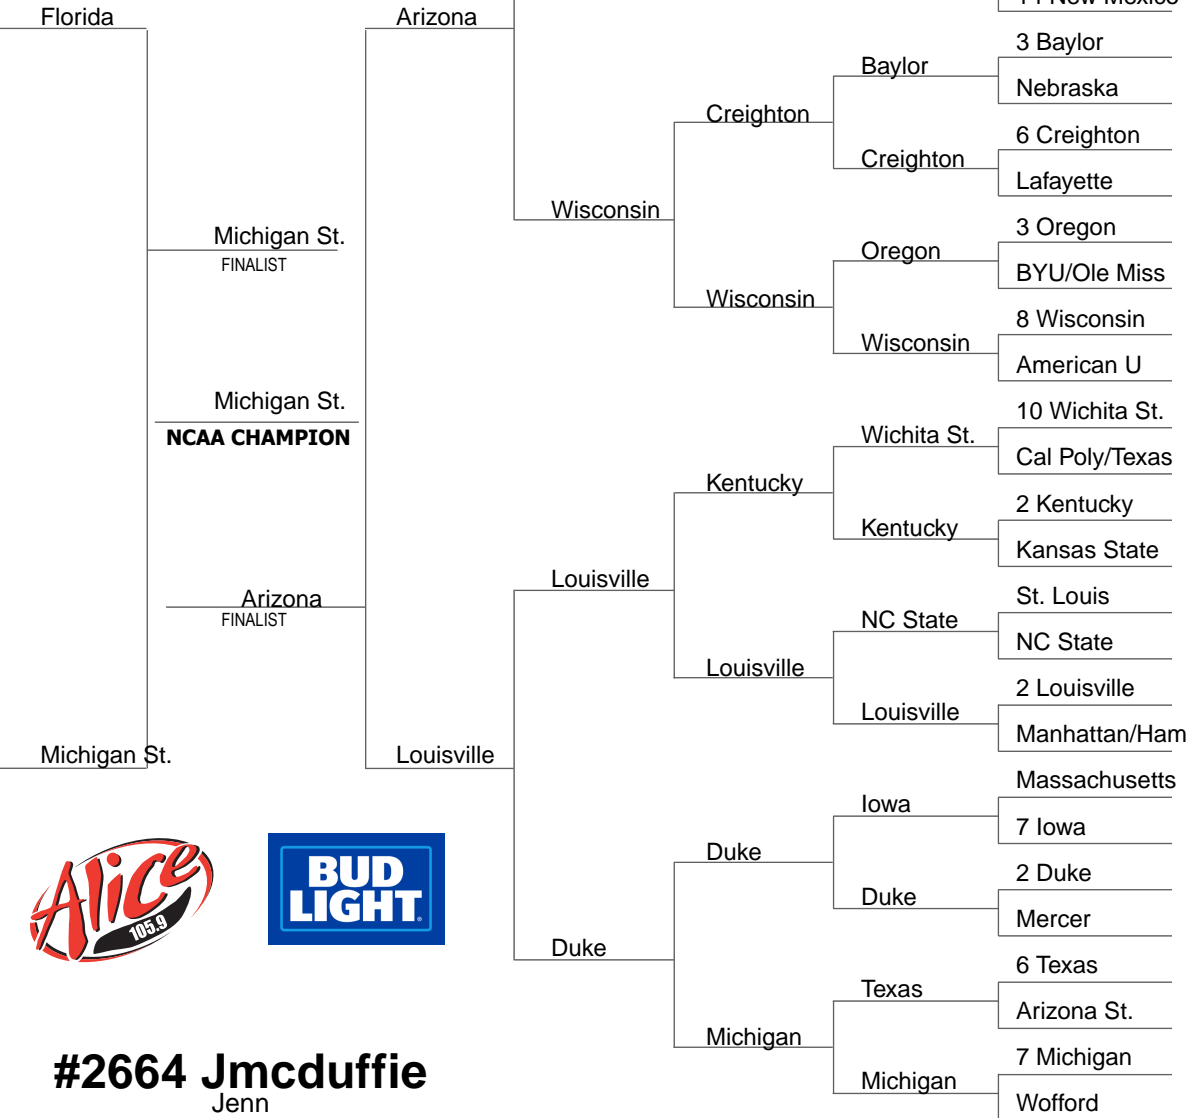 Florida
Michigan St.
FINALIST
Michigan St.
NCAA CHAMPION
Arizona
FINALIST
Michigan St.
Arizona
Louisville
Wisconsin
Louisville
Duke
Creighton
Wisconsin
Kentucky
Louisville
Duke
Michigan
Baylor
Creighton
Oregon
Wisconsin
Wichita St.
Kentucky
NC State
Louisville
Iowa
Duke
Texas
Michigan
3 Baylor
Nebraska
6 Creighton
Lafayette
3 Oregon
BYU/Ole Miss
8 Wisconsin
American U
10 Wichita St.
Cal Poly/Texas
2 Kentucky
Kansas State
St. Louis
NC State
2 Louisville
Manhattan/Ham
Massachusetts
7 Iowa
2 Duke
Mercer
6 Texas
Arizona St.
7 Michigan
Wofford
Alice
105.9
BUD
LIGHT
#2664 Jmcduffie
Jenn